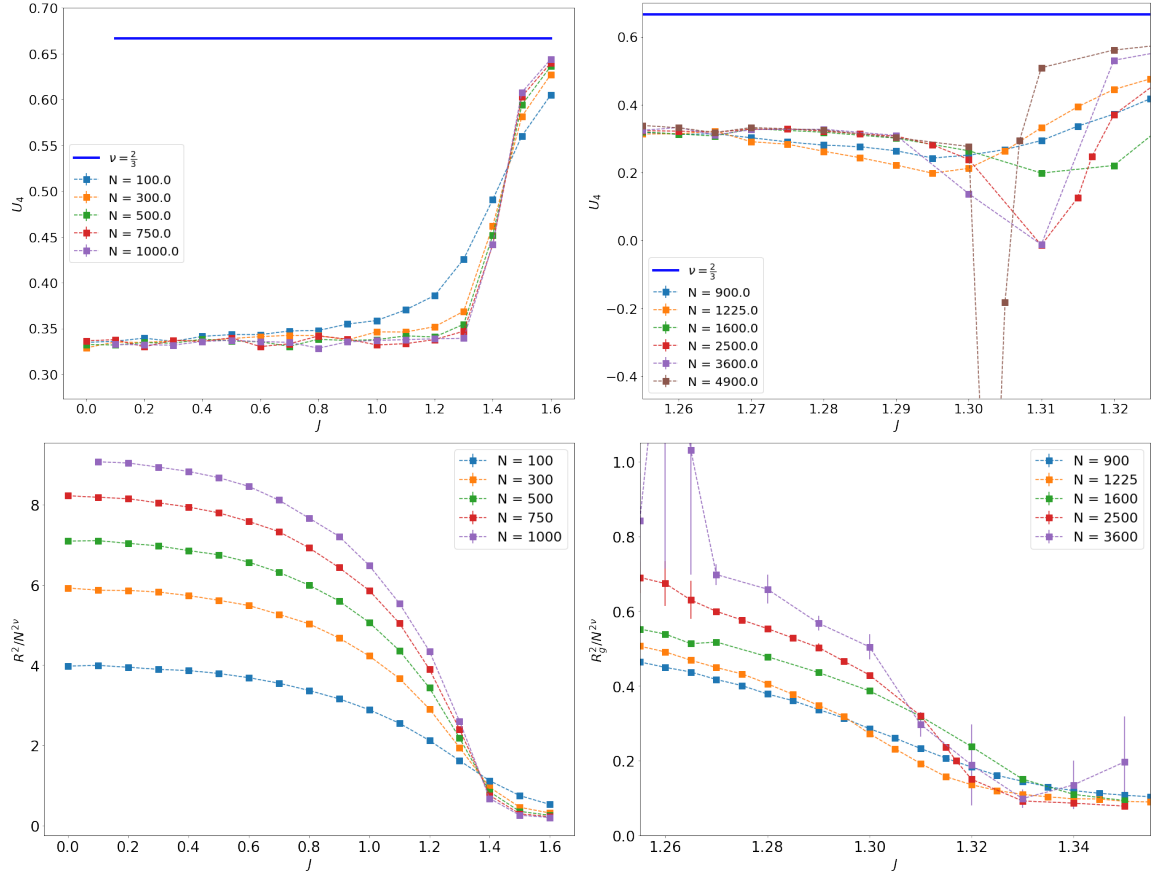 0.70
0.65
0.60
0.55
0.50
0.45
0.40
0.35
0.30
U₄
ν = 2/3
N = 100.0
N = 300.0
N = 500.0
N = 750.0
N = 1000.0
0.0 0.2 0.4 0.6 0.8 1.0 1.2 1.4 1.6
J
0.6
0.4
0.2
0.0
−0.2
−0.4
U₄
ν = 2/3
N = 900.0
N = 1225.0
N = 1600.0
N = 2500.0
N = 3600.0
N = 4900.0
1.26 1.27 1.28 1.29 1.30 1.31 1.32
J
8
6
4
2
0
R²/N²ᵛ
N = 100
N = 300
N = 500
N = 750
N = 1000
0.0 0.2 0.4 0.6 0.8 1.0 1.2 1.4 1.6
J
1.0
0.8
0.6
0.4
0.2
0.0
R_g²/N²ᵛ
N = 900
N = 1225
N = 1600
N = 2500
N = 3600
1.26 1.28 1.30 1.32 1.34
J